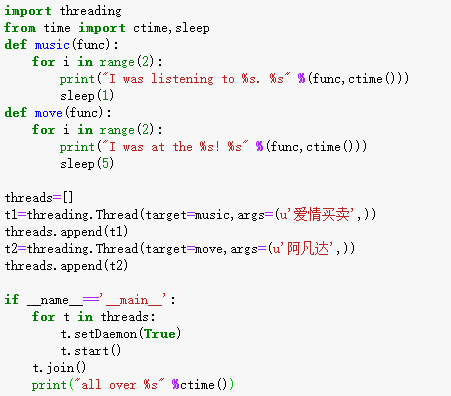 import threading
from time import ctime,sleep
def music(func):
    for i in range(2):
        print("I was listening to %s. %s" %(func,ctime()))
        sleep(1)
def move(func):
    for i in range(2):
        print("I was at the %s! %s" %(func,ctime()))
        sleep(5)
threads=[]
t1=threading.Thread(target=music,args=(u'爱情买卖',))
threads.append(t1)
t2=threading.Thread(target=move,args=(u'阿凡达',))
threads.append(t2)
if __name__=='__main__':
    for t in threads:
        t.setDaemon(True)
        t.start()
    t.join()
    print("all over %s" %ctime())